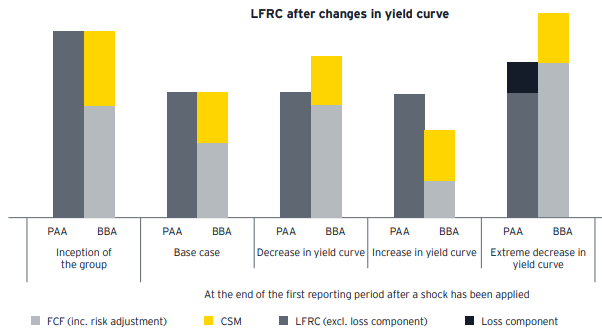 LFRC after changes in yield curve
PAA BBA PAA BBA PAA BBA PAA BBA PAA BBA
Inception of
the group
Base case
Decrease in yield curve
Increase in yield curve
Extreme decrease in
yield curve
At the end of the first reporting period after a shock has been applied
FCF (inc. risk adjustment) CSM LFRC (excl. loss component) Loss component